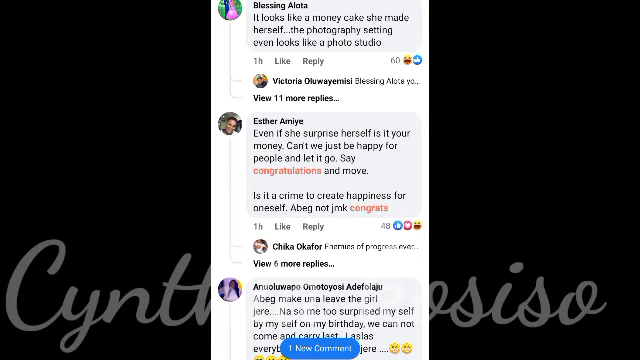 Blessing Alota
It looks like a money cake she made
herself...the photography setting
even looks like a photo studio
1h Like Reply 60
Victoria Oluwayemisi Blessing Alota yo...
View 11 more replies...
Esther Amiye
Even if she surprise herself is it your
money. Can't we just be happy for
people and let it go. Say
congratulations and move.
Is it a crime to create happiness for
oneself. Abeg not jmk congrats
1h Like Reply 48
Chika Okafor Enemies of progress ever...
View 6 more replies...
Anuoluwapo Omotoyosi Adefolaju
Abeg make una leave the girl
jere....Na so me too surprised my self
by my self on my birthday, we can not
come and carry last
Laslas
jere ....
1 New Comment